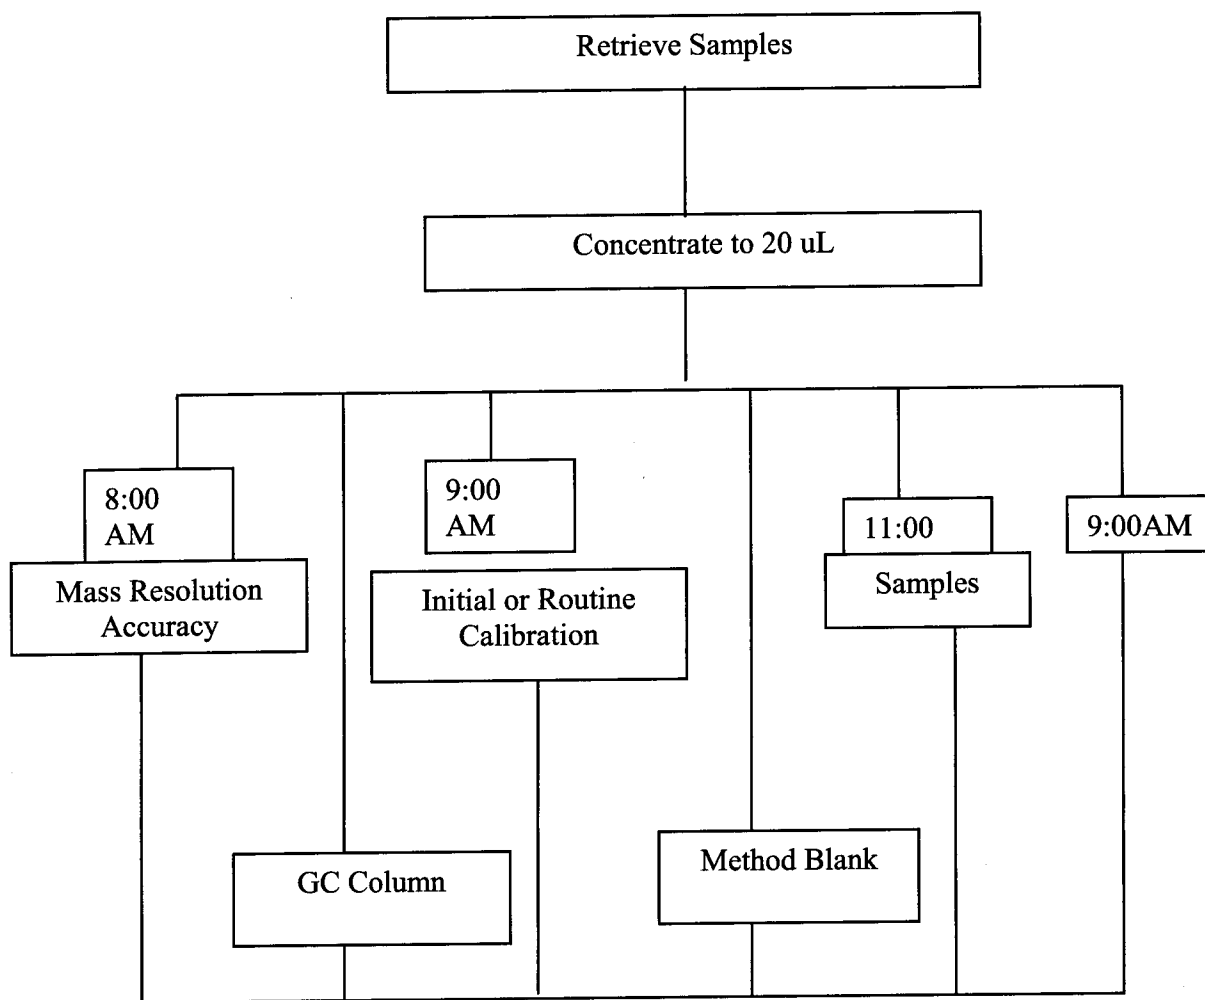 Retrieve Samples
Concentrate to 20 uL
8:00
AM
Mass Resolution
Accuracy
9:00
AM
Initial or Routine
Calibration
11:00
Samples
9:00AM
GC Column
Method Blank